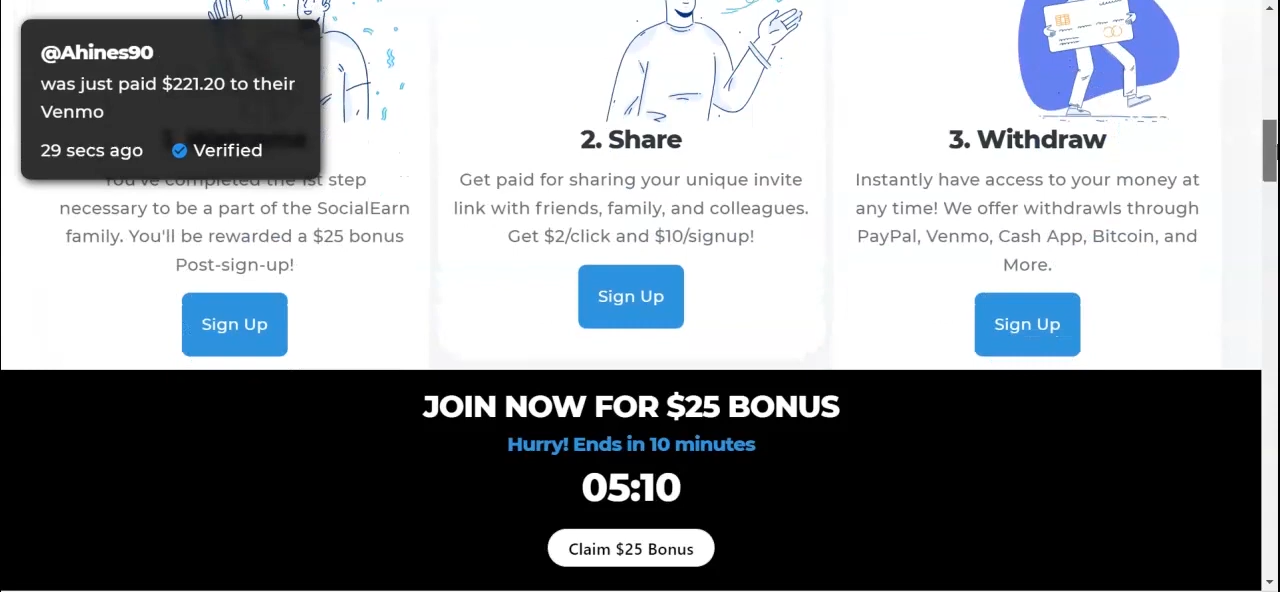 @Ahines90
was just paid $221.20 to their
Venmo
29 secs ago
Verified
1. Welcome
You've completed the 1st step
necessary to be a part of the SocialEarn
family. You'll be rewarded a $25 bonus
Post-sign-up!
Sign Up
2. Share
Get paid for sharing your unique invite
link with friends, family, and colleagues.
Get $2/click and $10/signup!
Sign Up
3. Withdraw
Instantly have access to your money at
any time! We offer withdrawls through
PayPal, Venmo, Cash App, Bitcoin, and
More.
Sign Up
JOIN NOW FOR $25 BONUS
Hurry! Ends in 10 minutes
05:10
Claim $25 Bonus